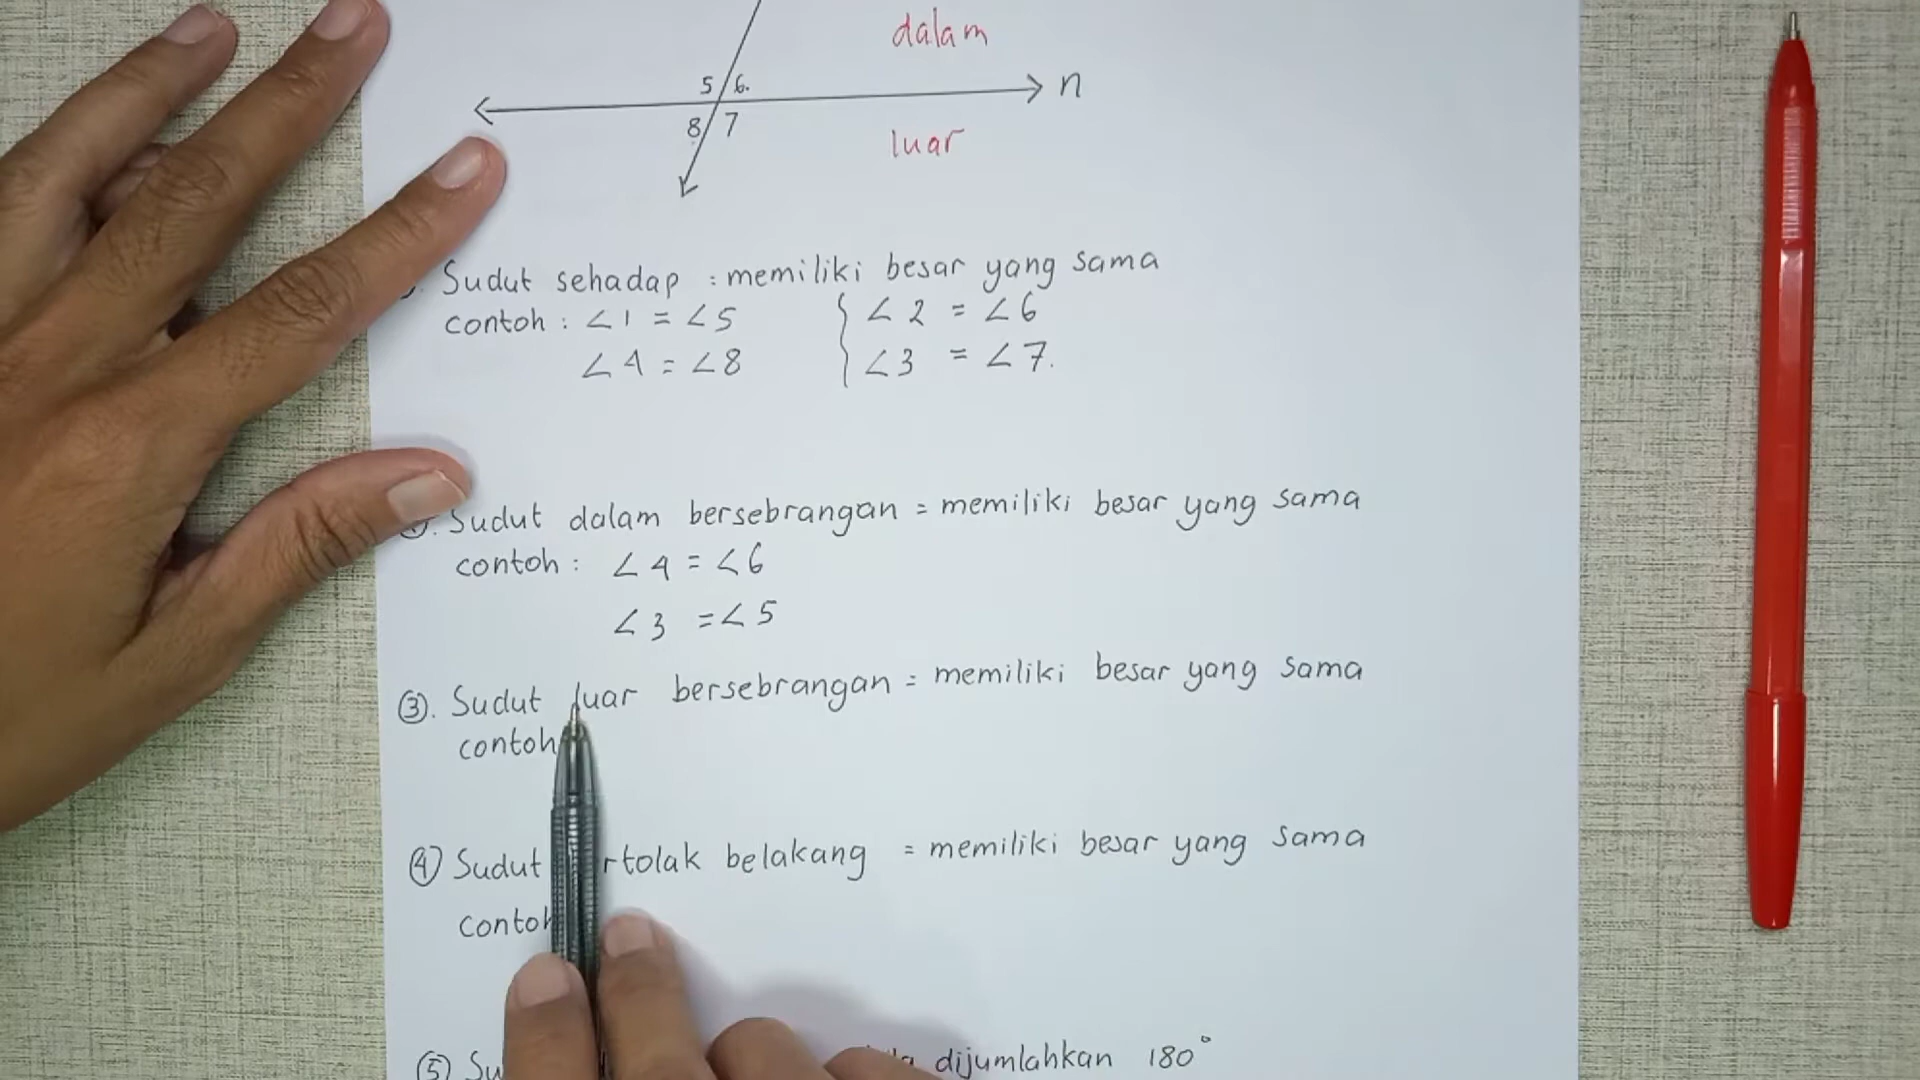 dalam
5 6.
n
8 7
luar
Sudut sehadap : memiliki besar yang sama
contoh : ∠1 = ∠5 { ∠2 = ∠6
∠4 = ∠8 ∠3 = ∠7.
Sudut dalam bersebrangan = memiliki besar yang sama
contoh : ∠4 = ∠6
∠3 = ∠5
③. Sudut luar bersebrangan = memiliki besar yang sama
contoh
④ Sudut rtolak belakang = memiliki besar yang sama
contoh
⑤ Su dijumlahkan 180°